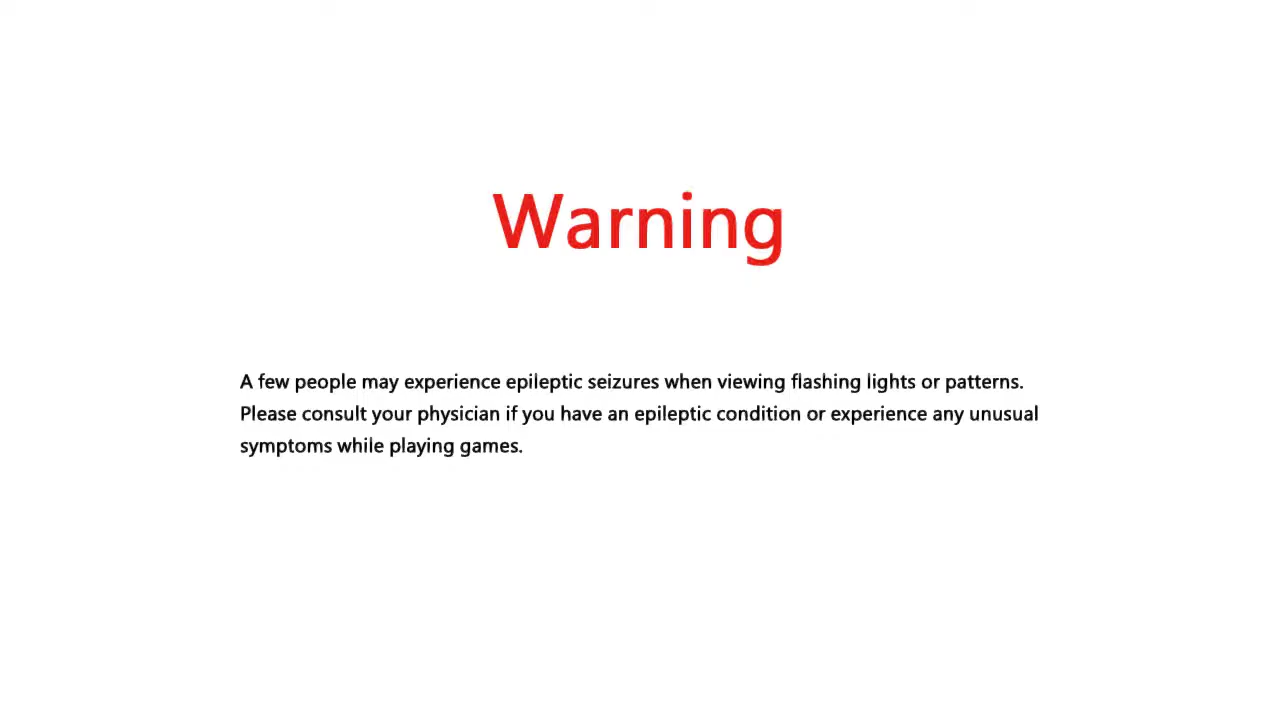 Warning
A few people may experience epileptic seizures when viewing flashing lights or patterns.
Please consult your physician if you have an epileptic condition or experience any unusual
symptoms while playing games.